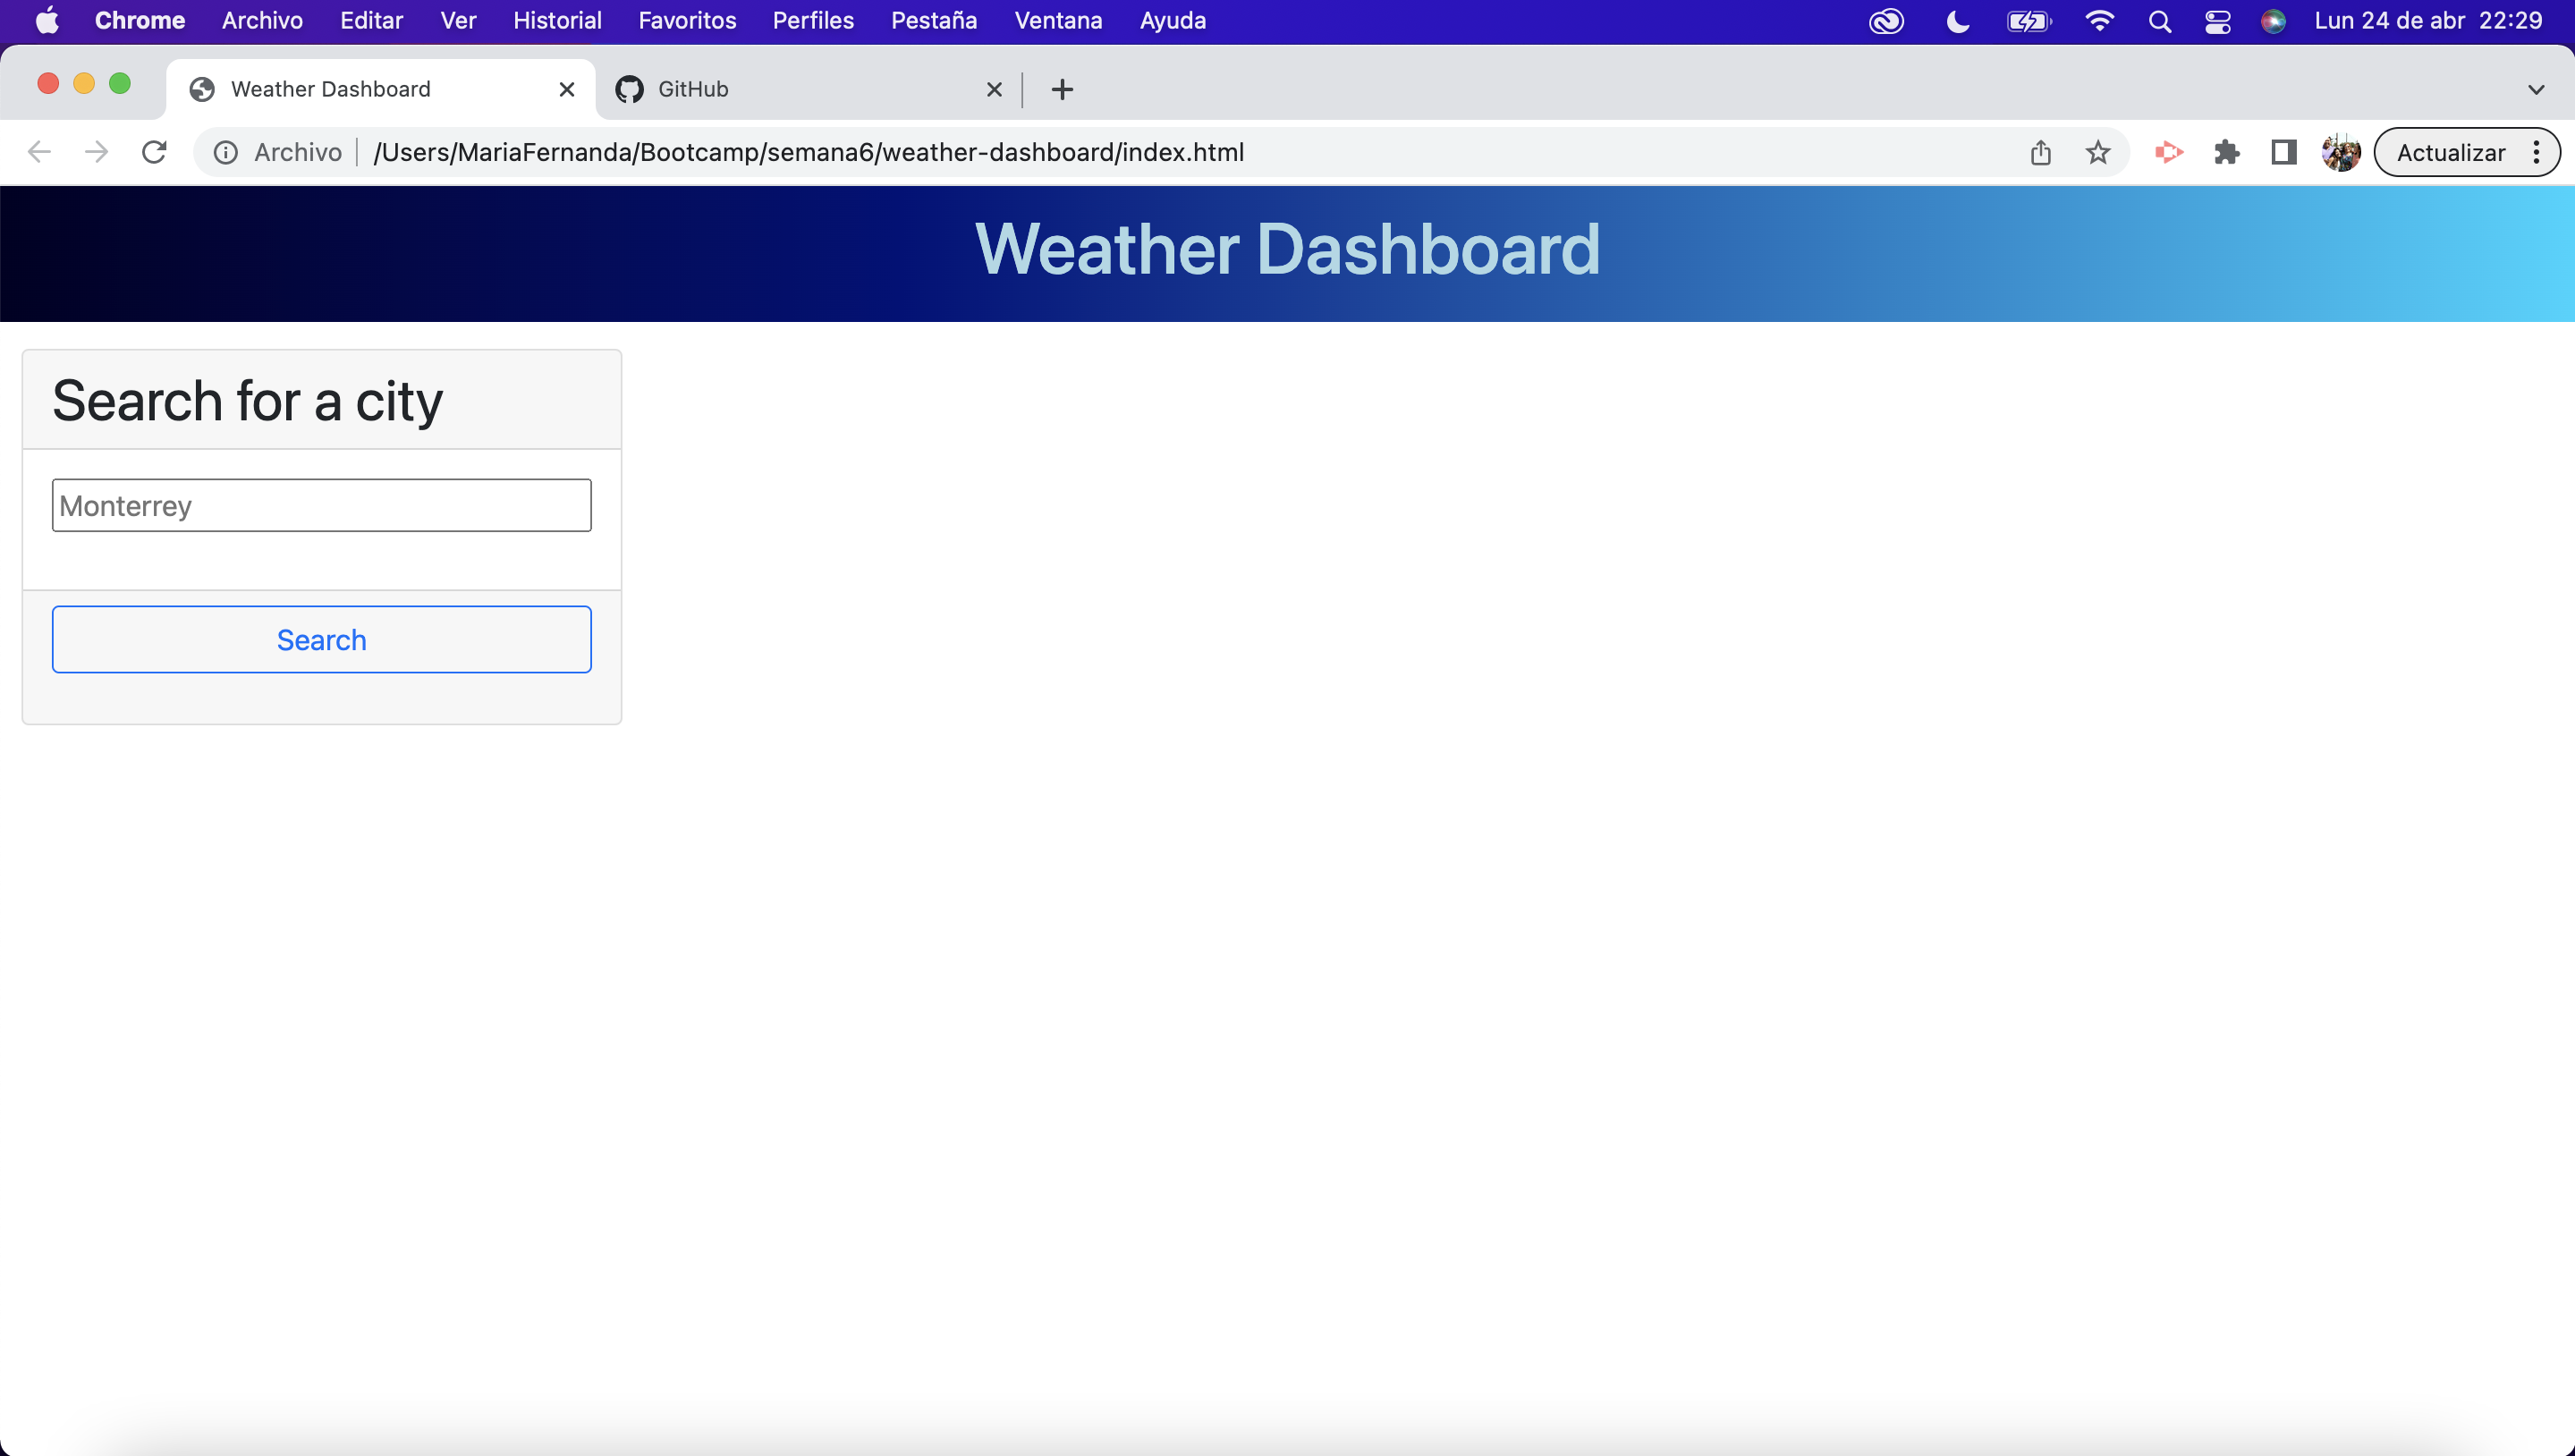 Chrome Archivo Editar Ver Historial Favoritos Perfiles Pestaña Ventana Ayuda Lun 24 de abr 22:29
Weather Dashboard GitHub
Archivo /Users/MariaFernanda/Bootcamp/semana6/weather-dashboard/index.html Actualizar
Weather Dashboard
Search for a city
Monterrey
Search